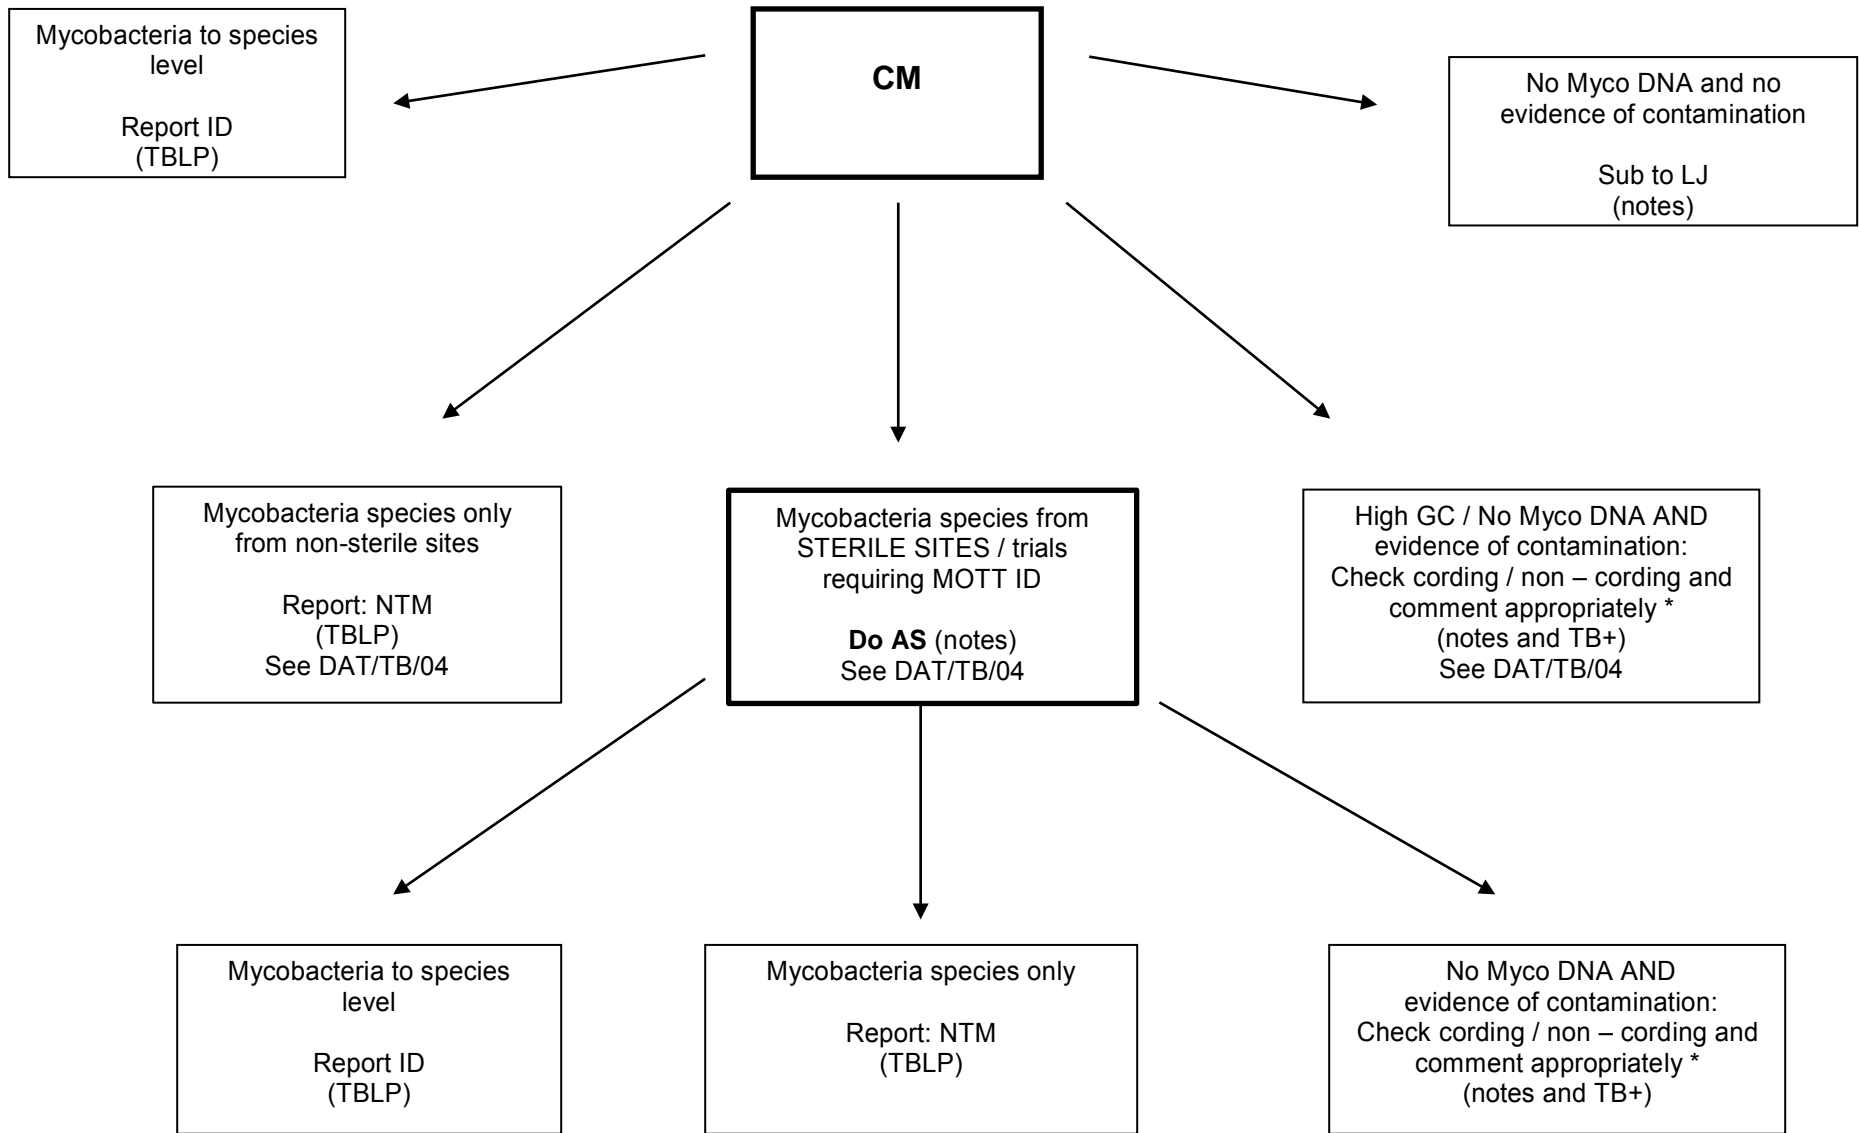 Mycobacteria to species
level
Report ID
(TBLP)
CM
No Myco DNA and no
evidence of contamination
Sub to LJ
(notes)
Mycobacteria species only
from non-sterile sites
Report: NTM
(TBLP)
See DAT/TB/04
Mycobacteria species from
STERILE SITES / trials
requiring MOTT ID
Do AS (notes)
See DAT/TB/04
High GC / No Myco DNA AND
evidence of contamination:
Check cording / non – cording and
comment appropriately *
(notes and TB+)
See DAT/TB/04
Mycobacteria to species
level
Report ID
(TBLP)
Mycobacteria species only
Report: NTM
(TBLP)
No Myco DNA AND
evidence of contamination:
Check cording / non – cording and
comment appropriately *
(notes and TB+)